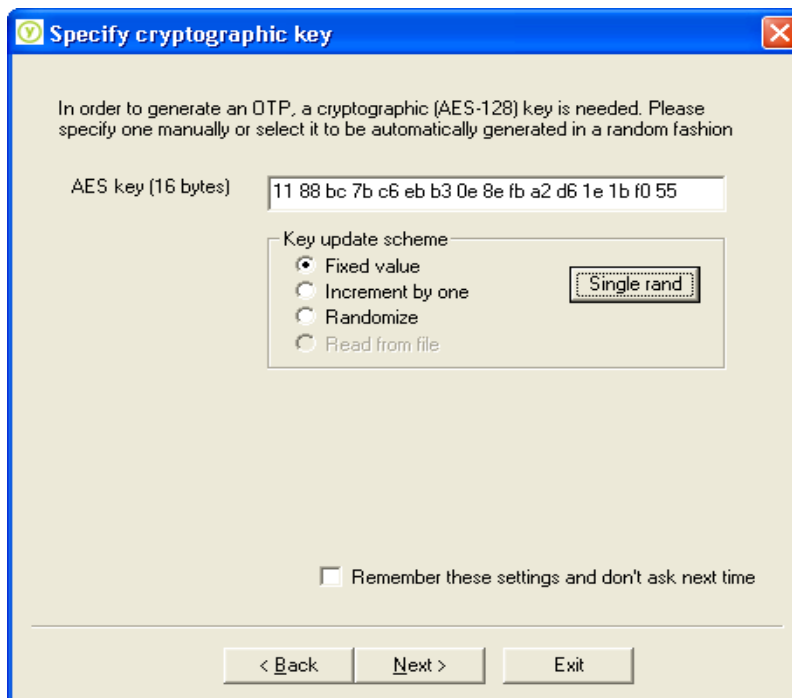 Specify cryptographic key
In order to generate an OTP, a cryptographic (AES-128) key is needed. Please
specify one manually or select it to be automatically generated in a random fashion
AES key (16 bytes) 11 88 bc 7b c6 eb b3 0e 8e fb a2 d6 1e 1b f0 55
Key update scheme
Fixed value
Single rand
Increment by one
Randomize
Read from file
Remember these settings and don't ask next time
< Back Next > Exit